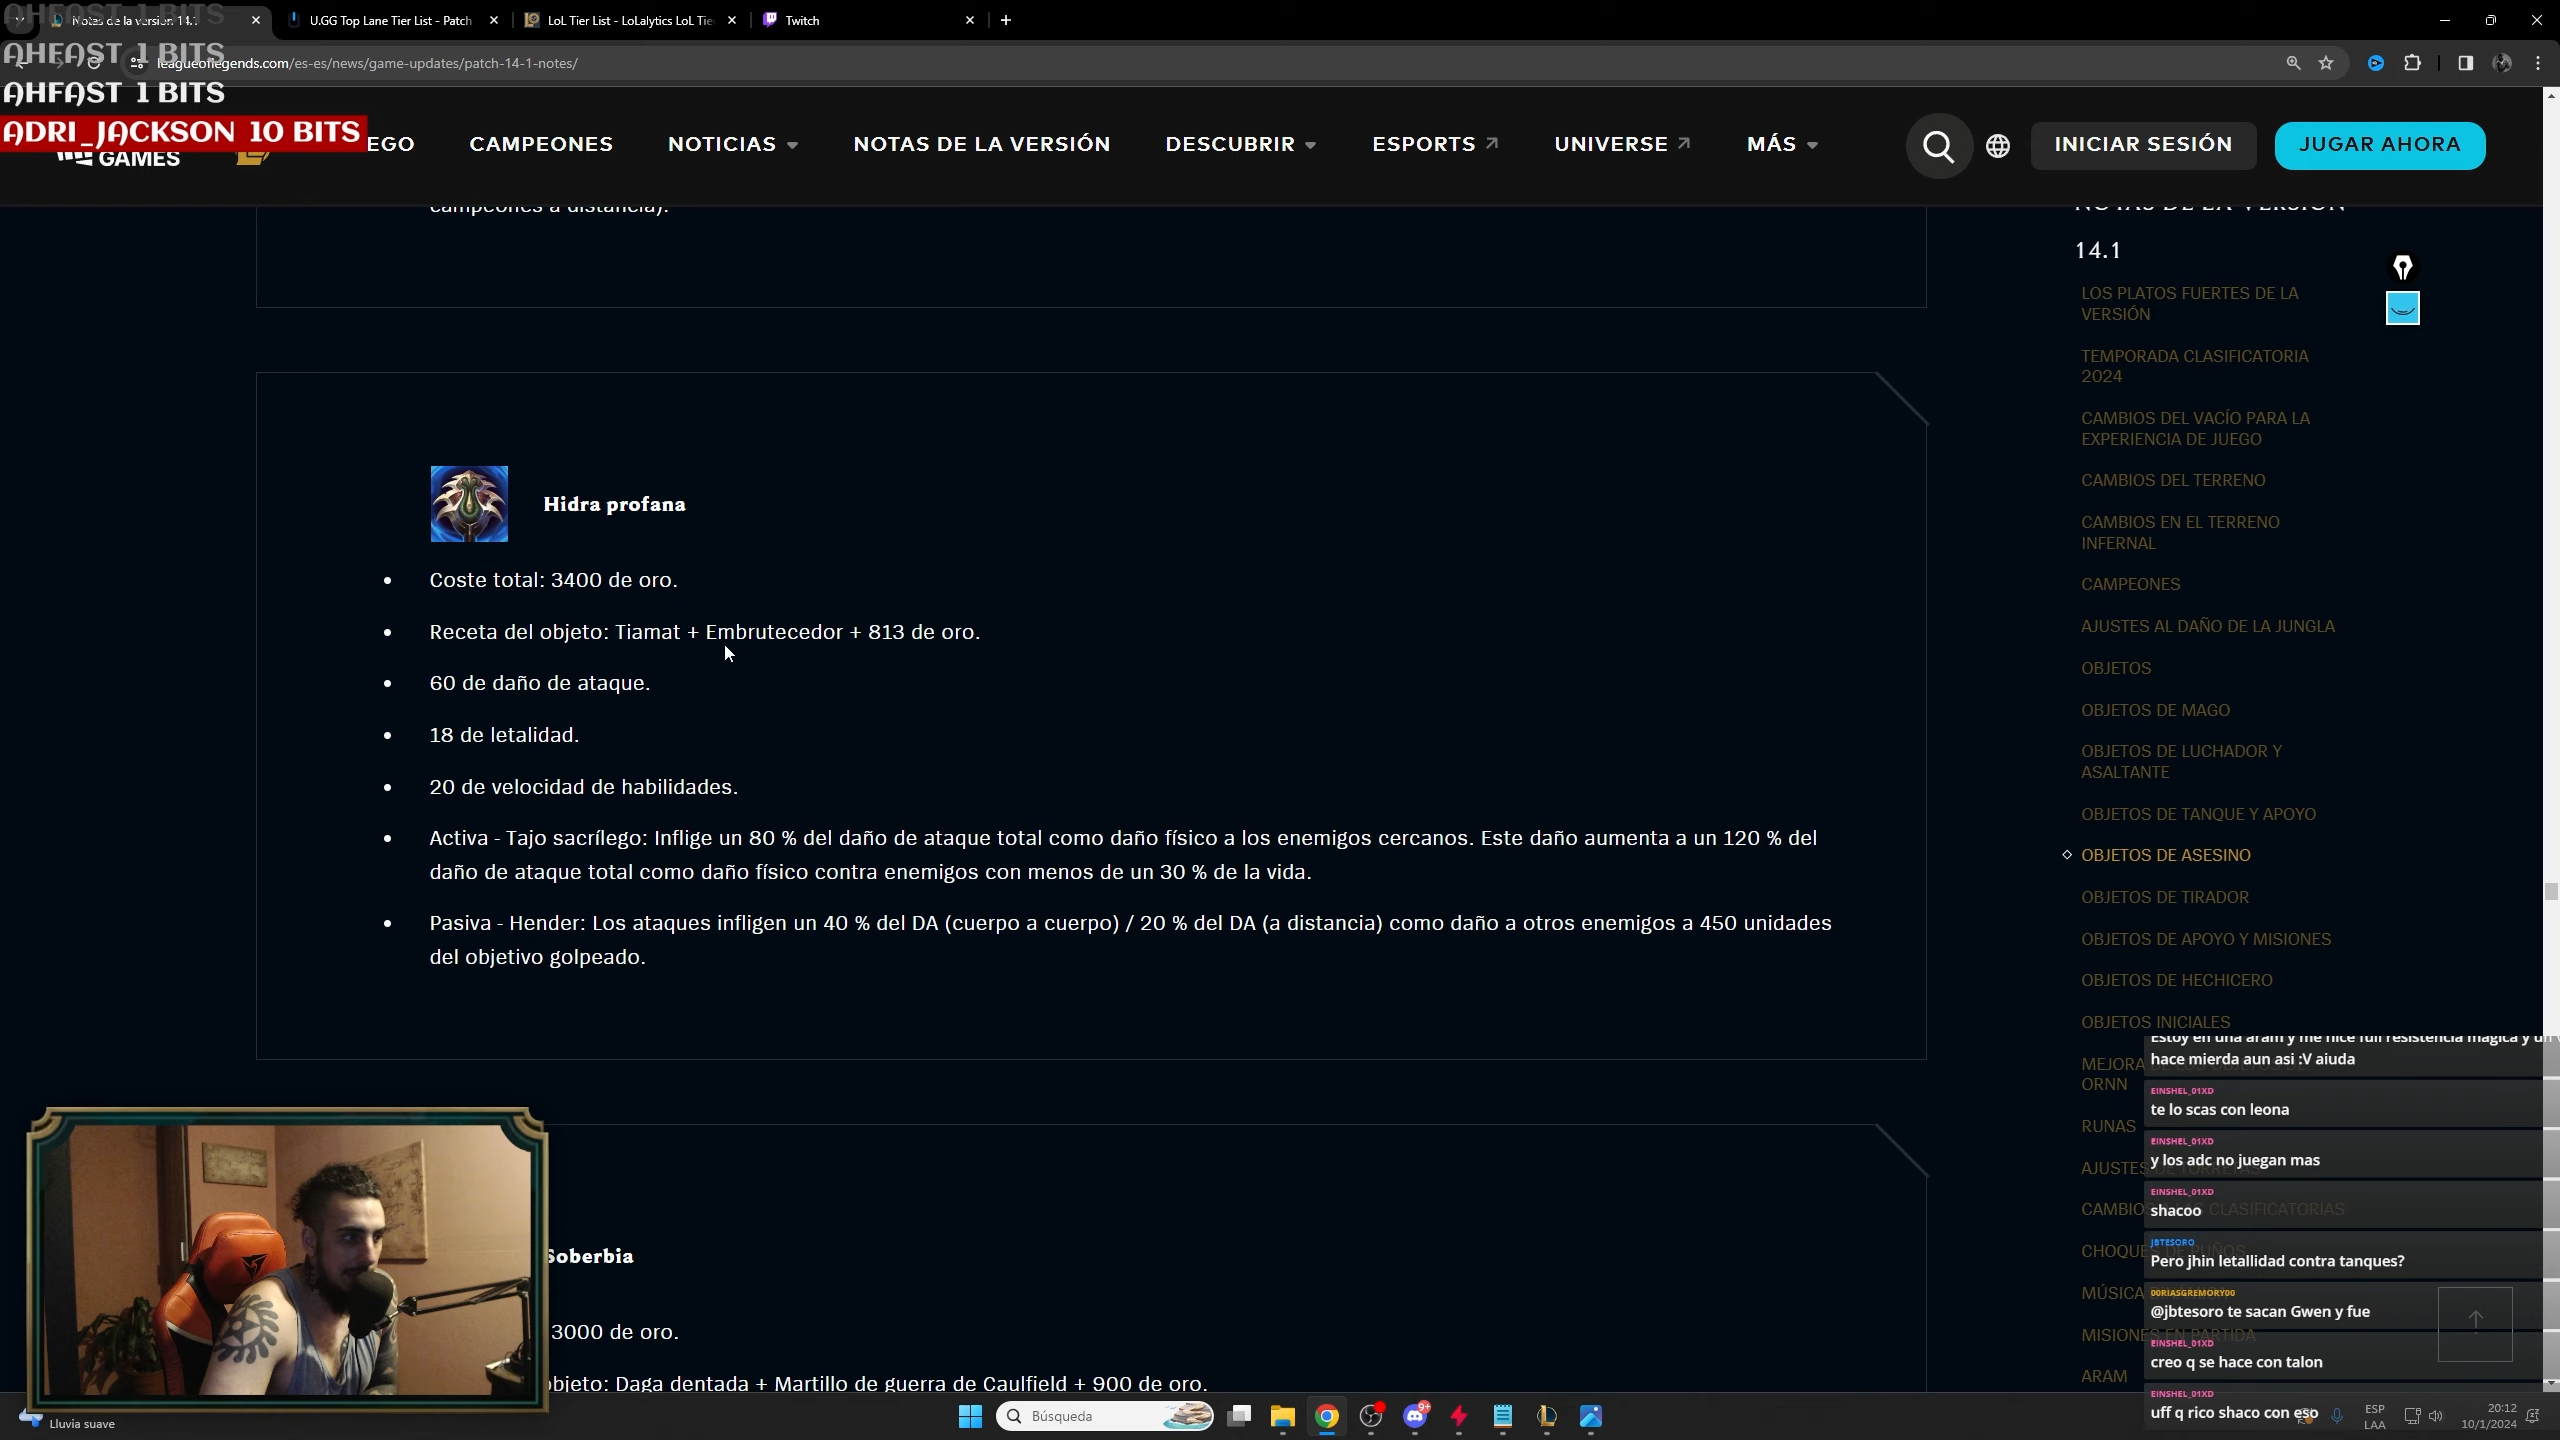 AHFAST 1 BITS
Notas de la versión 14.1
U.GG Top Lane Tier List - Patch
LoL Tier List - LoLalytics LoL Tie
Twitch
AHFAST 1 BITS
leagueoflegends.com/es-es/news/game-updates/patch-14-1-notes/
AHFAST 1 BITS
ADRI_JACKSON 10 BITS
GAMES
EGO
CAMPEONES
NOTICIAS
NOTAS DE LA VERSIÓN
DESCUBRIR
ESPORTS
UNIVERSE
MÁS
INICIAR SESIÓN
JUGAR AHORA
campeones a distancia).
Hidra profana
Coste total: 3400 de oro.
Receta del objeto: Tiamat + Embrutecedor + 813 de oro.
60 de daño de ataque.
18 de letalidad.
20 de velocidad de habilidades.
Activa - Tajo sacrílego: Inflige un 80 % del daño de ataque total como daño físico a los enemigos cercanos. Este daño aumenta a un 120 % del
daño de ataque total como daño físico contra enemigos con menos de un 30 % de la vida.
Pasiva - Hender: Los ataques infligen un 40 % del DA (cuerpo a cuerpo) / 20 % del DA (a distancia) como daño a otros enemigos a 450 unidades
del objetivo golpeado.
Soberbia
3000 de oro.
objeto: Daga dentada + Martillo de guerra de Caulfield + 900 de oro.
NOTAS DE LA VERSIÓN
14.1
LOS PLATOS FUERTES DE LA
VERSIÓN
TEMPORADA CLASIFICATORIA
2024
CAMBIOS DEL VACÍO PARA LA
EXPERIENCIA DE JUEGO
CAMBIOS DEL TERRENO
CAMBIOS EN EL TERRENO
INFERNAL
CAMPEONES
AJUSTES AL DAÑO DE LA JUNGLA
OBJETOS
OBJETOS DE MAGO
OBJETOS DE LUCHADOR Y
ASALTANTE
OBJETOS DE TANQUE Y APOYO
OBJETOS DE ASESINO
OBJETOS DE TIRADOR
OBJETOS DE APOYO Y MISIONES
OBJETOS DE HECHICERO
OBJETOS INICIALES
MEJORA
ORNN
RUNAS
AJUSTES
CAMBIOS CLASIFICATORIAS
CHOQUE DE PUÑOS
MÚSICA
MISIONES EN PARTIDA
ARAM
Estoy en una aram y me hice full resistencia magica y un
hace mierda aun asi :V aiuda
EINSHEL_01XD
te lo scas con leona
EINSHEL_01XD
y los adc no juegan mas
EINSHEL_01XD
shacoo
JBTESORO
Pero jhin letallidad contra tanques?
00RIASGREMORY00
@jbtesoro te sacan Gwen y fue
EINSHEL_01XD
creo q se hace con talon
EINSHEL_01XD
uff q rico shaco con eso
Lluvia suave
Búsqueda
9+
ESP
LAA
20:12
10/1/2024